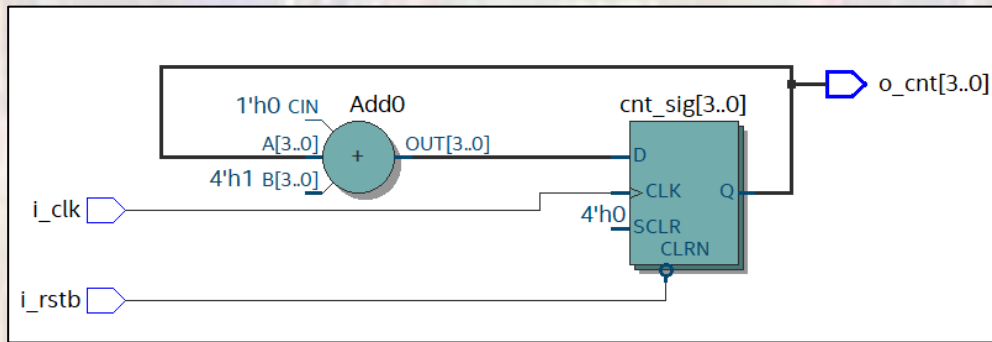 o_cnt[3..0]
1'h0 CIN
Add0
cnt_sig[3..0]
A[3..0]
+
OUT[3..0]
D
4'h1 B[3..0]
CLK
Q
i_clk
4'h0
SCLR
CLRN
i_rstb